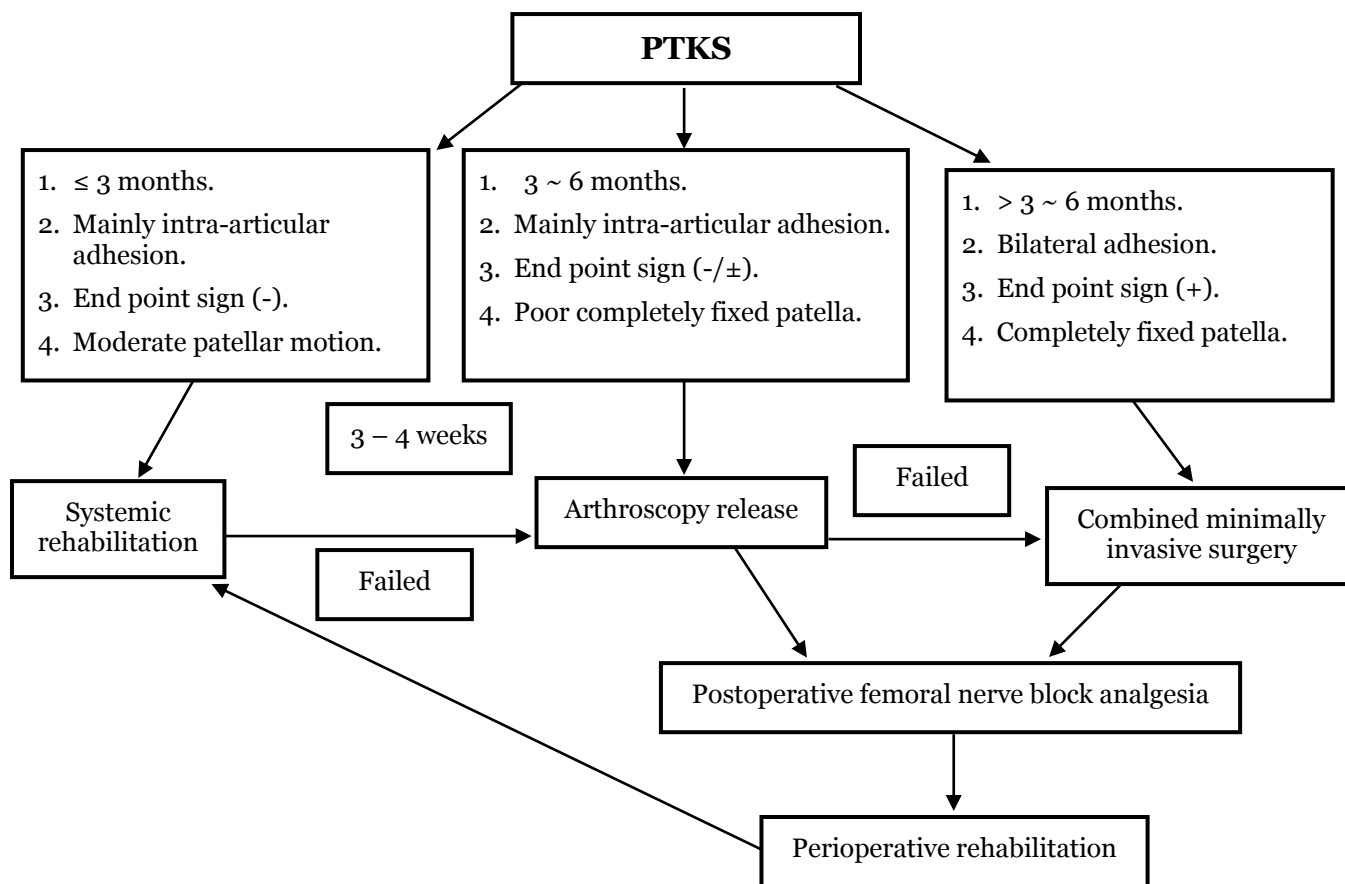 PTKS
1. ≤ 3 months.
2. Mainly intra-articular
adhesion.
3. End point sign (-).
4. Moderate patellar motion.
1. 3 ~ 6 months.
2. Mainly intra-articular adhesion.
3. End point sign (-/±).
4. Poor completely fixed patella.
1. > 3 ~ 6 months.
2. Bilateral adhesion.
3. End point sign (+).
4. Completely fixed patella.
3 – 4 weeks
Failed
Systemic
rehabilitation
Arthroscopy release
Combined minimally
invasive surgery
Failed
Postoperative femoral nerve block analgesia
Perioperative rehabilitation